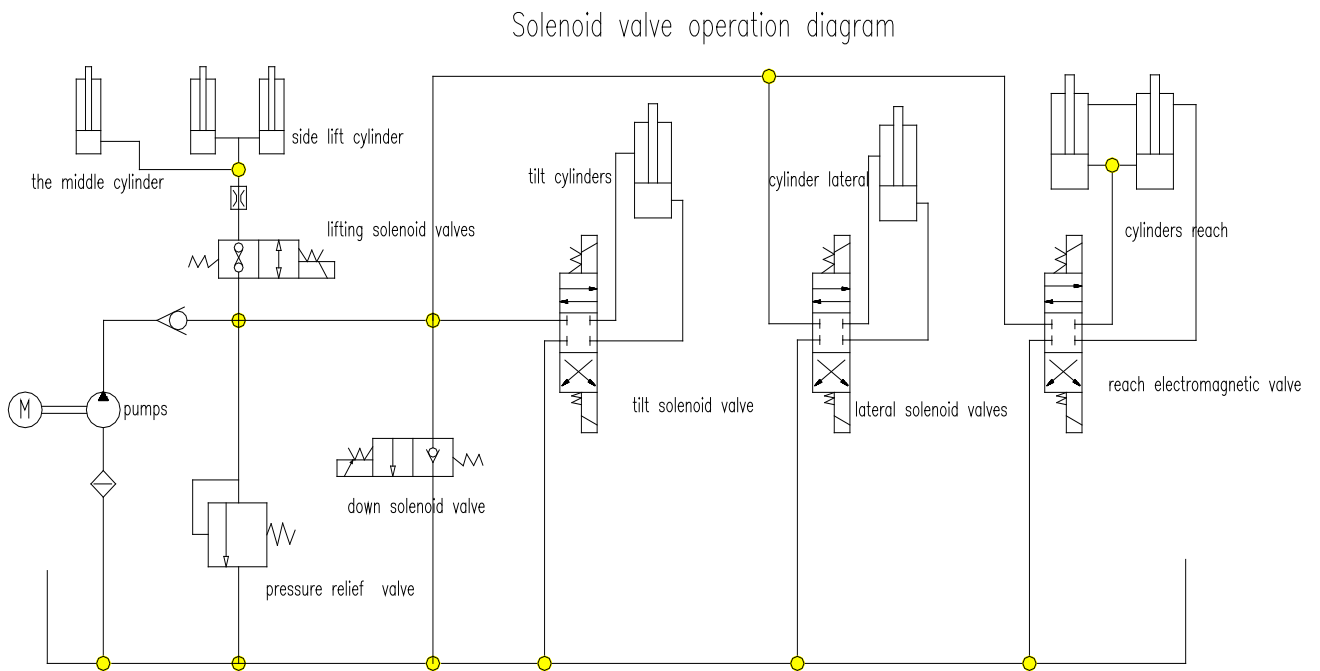 Solenoid valve operation diagram
side lift cylinder
the middle cylinder
tilt cylinders
cylinder lateral
lifting solenoid valves
cylinders reach
reach electromagnetic valve
M
pumps
tilt solenoid valve
lateral solenoid valves
down solenoid valve
pressure relief valve